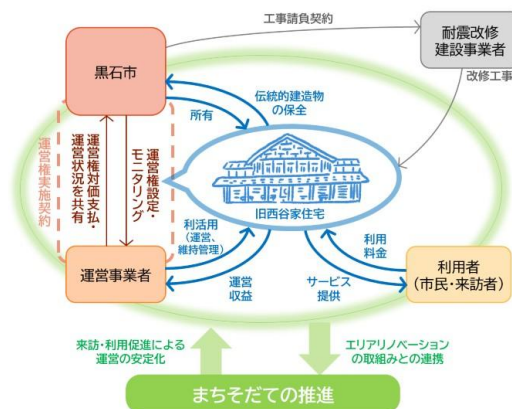 工事請負契約
耐震改修
建設事業者
改修工事
黒石市
伝統的建造物
の保全
所有
運営権実施契約
運営権対価支払・
運営状況を共有
運営権設定・
モニタリング
旧西谷家住宅
利活用
(運営、
維持管理)
利用
料金
運営事業者
運営
収益
サービス
提供
利用者
(市民・来訪者)
来訪・利用促進による
運営の安定化
エリアリノベーション
の取組みとの連携
まちそだての推進